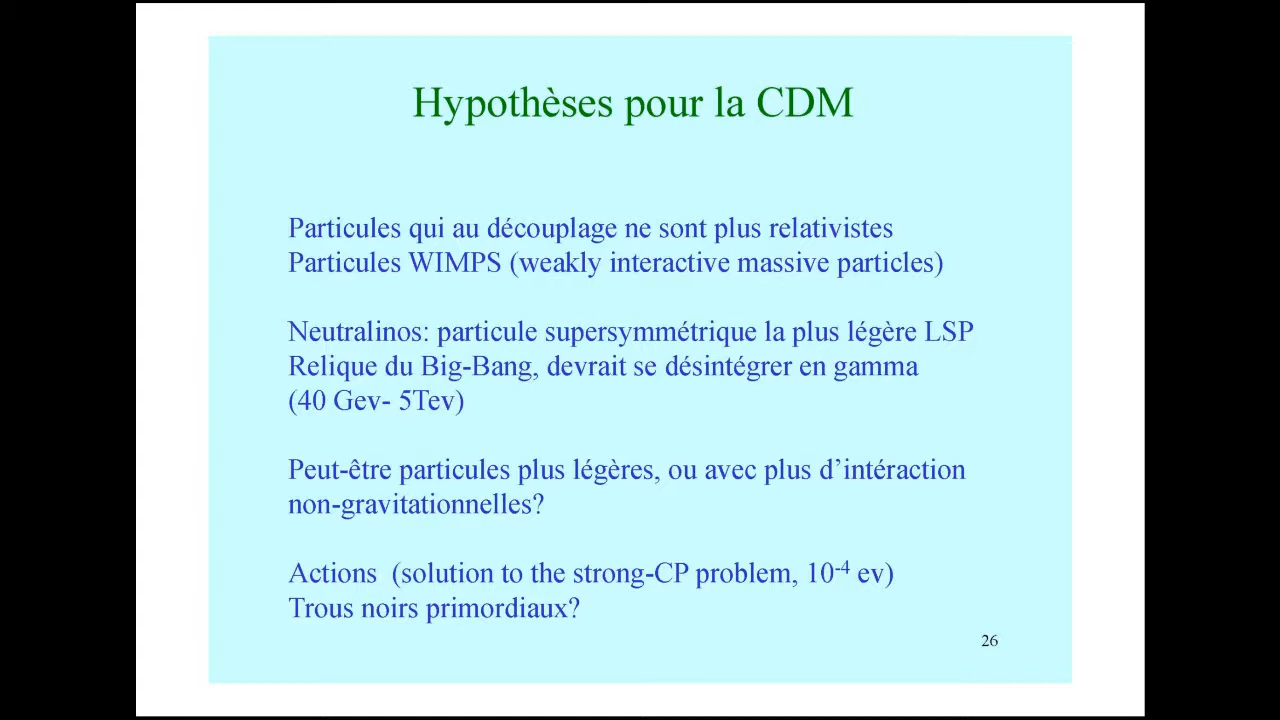 Hypothèses pour la CDM
Particules qui au découplage ne sont plus relativistes
Particules WIMPS (weakly interactive massive particles)
Neutralinos: particule supersymmétrique la plus légère LSP
Relique du Big-Bang, devrait se désintégrer en gamma
(40 Gev- 5Tev)
Peut-être particules plus légères, ou avec plus d’intéraction
non-gravitationnelles?
Actions (solution to the strong-CP problem, 10⁻⁴ ev)
Trous noirs primordiaux?
26